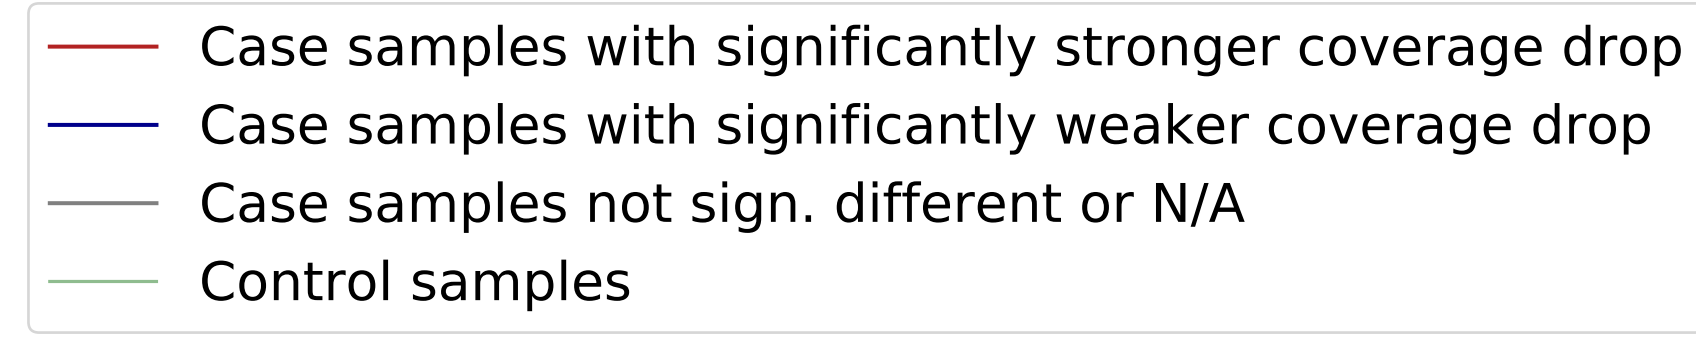 Case samples with significantly stronger coverage drop
Case samples with significantly weaker coverage drop
Case samples not sign. different or N/A
Control samples